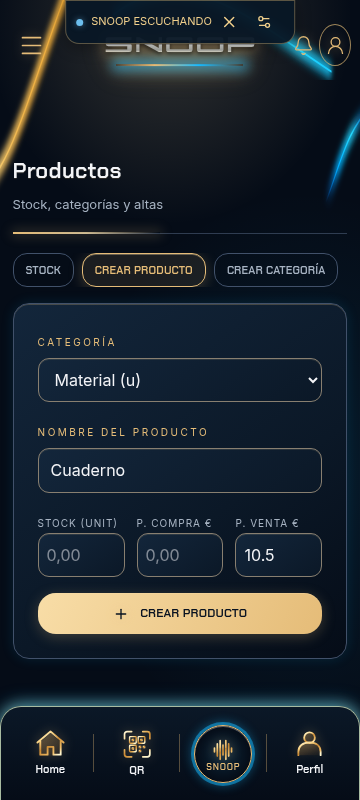 SNOOP ESCUCHANDO
SNOOP
Productos
Stock, categorías y altas
STOCK
CREAR PRODUCTO
CREAR CATEGORÍA
CATEGORÍA
Material (u)
NOMBRE DEL PRODUCTO
Cuaderno
STOCK (UNIT) P. COMPRA € P. VENTA €
0,00 0,00 10.5
+ CREAR PRODUCTO
Home QR SNOOP Perfil